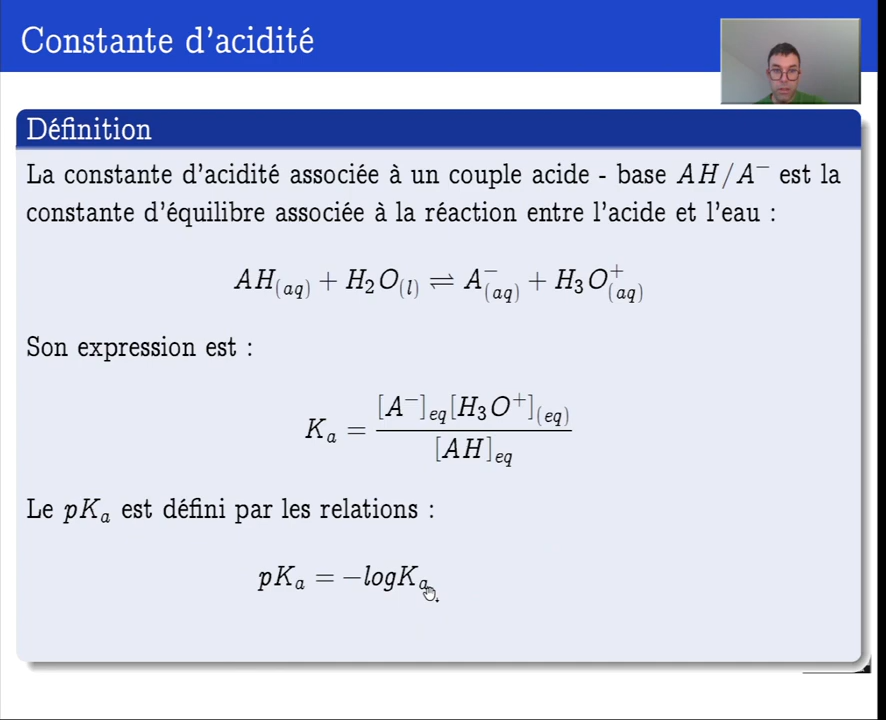 Constante d'acidité
Définition
La constante d'acidité associée à un couple acide - base AH/A⁻ est la
constante d'équilibre associée à la réaction entre l'acide et l'eau :
AH₍aq₎ + H₂O₍l₎ ⇌ A⁻₍aq₎ + H₃O⁺₍aq₎
Son expression est :
Kₐ = [A⁻]eq[H₃O⁺](eq) / [AH]eq
Le pKₐ est défini par les relations :
pKₐ = −logKₐ